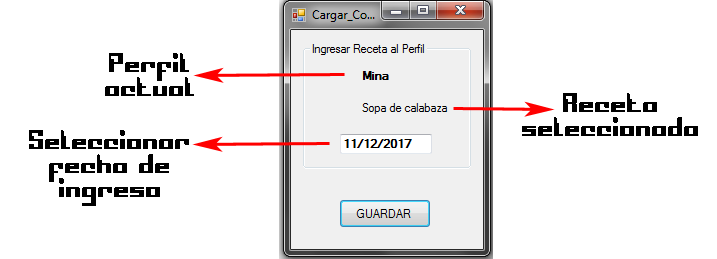 Cargar_Co...
Ingresar Receta al Perfil
Perfil
actual
Mina
Sopa de calabaza
Receta
seleccionada
Seleccionar
fecha de
ingreso
11/12/2017
GUARDAR